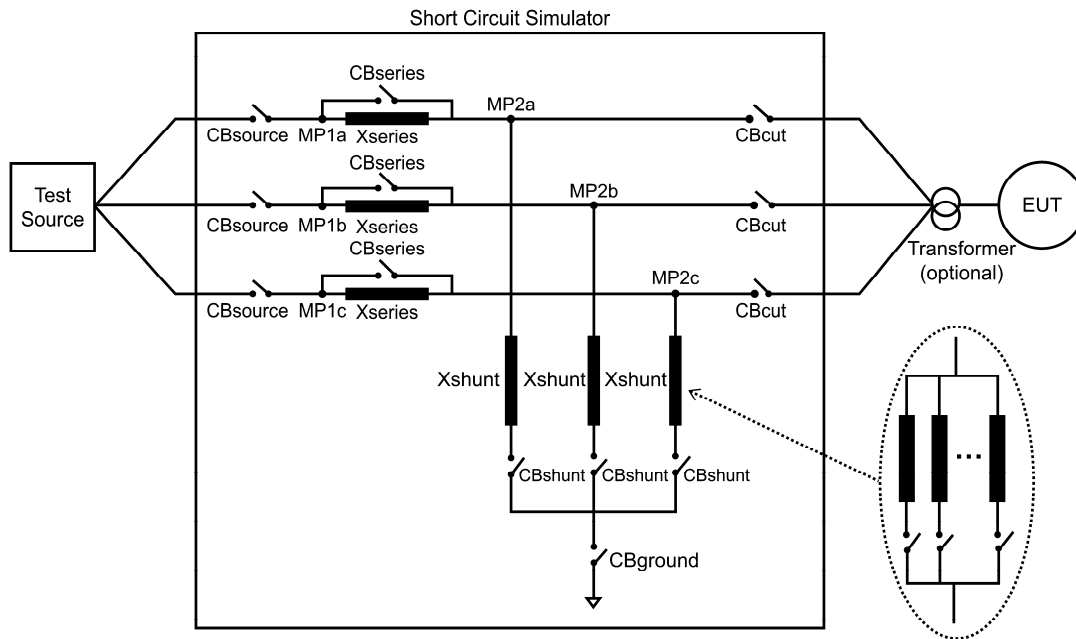 Short Circuit Simulator
CBseries
MP2a
CBsource
MP1a
Xseries
CBcut
CBseries
MP2b
Test
Source
CBsource
MP1b
Xseries
CBcut
EUT
CBseries
Transformer
(optional)
MP2c
CBsource
MP1c
Xseries
CBcut
Xshunt
Xshunt
Xshunt
CBshunt
CBshunt
CBshunt
CBground